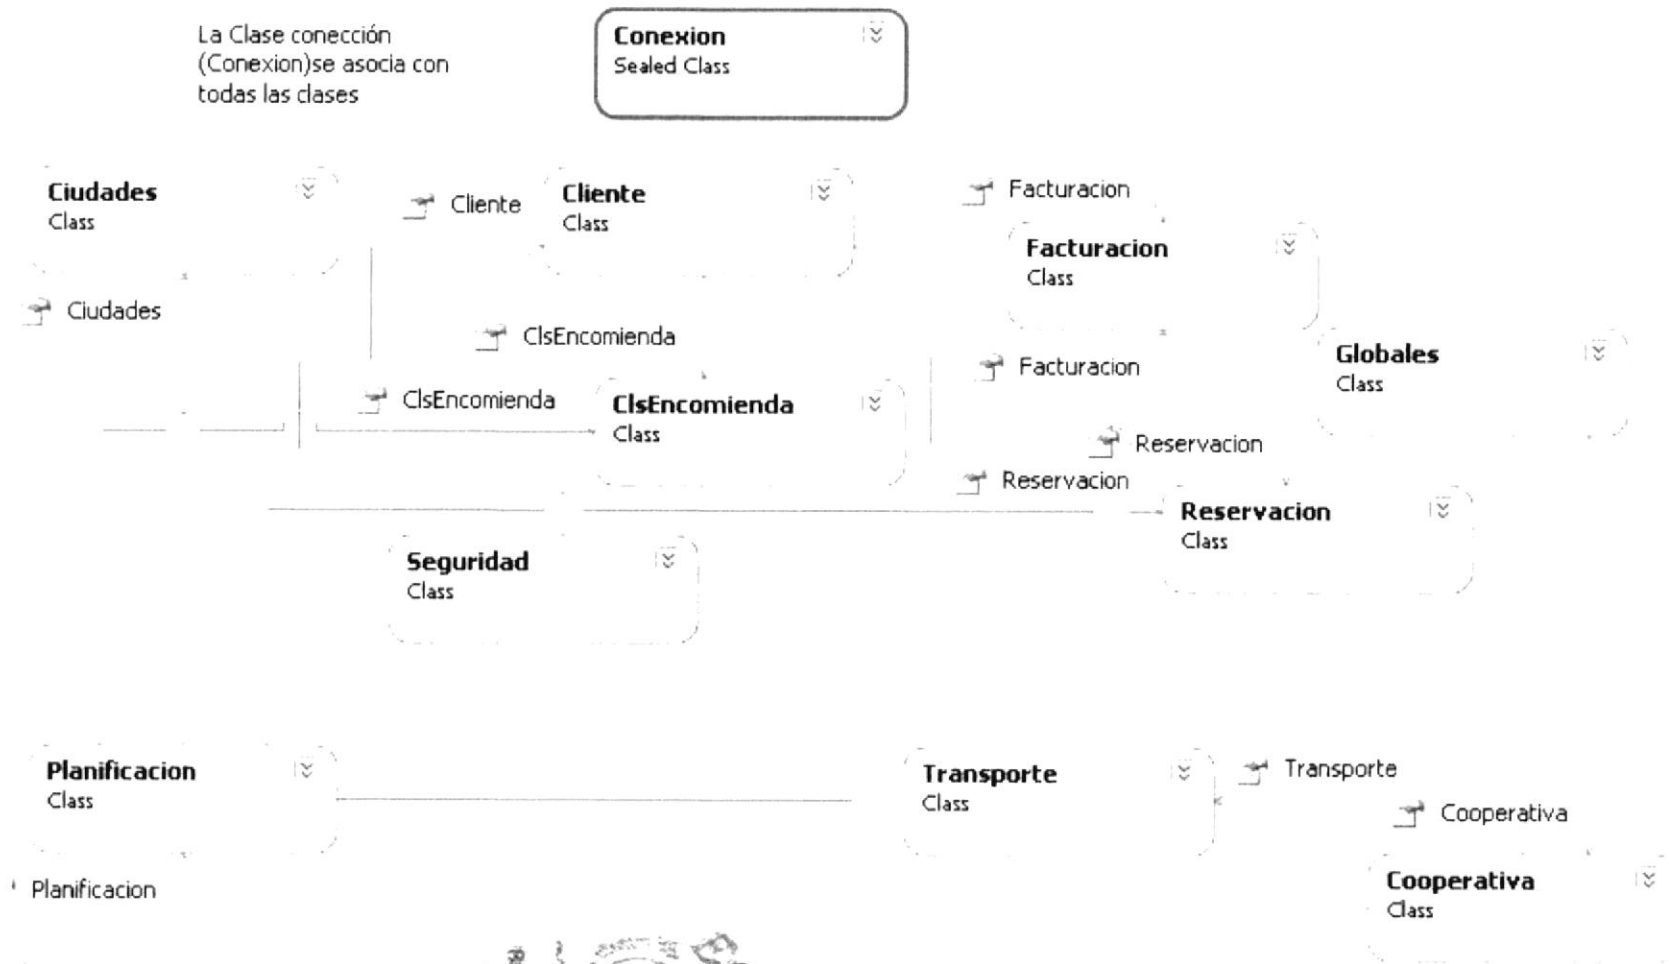 La Clase conección
(Conexion)se asocia con
todas las clases
Conexion
Sealed Class
Ciudades
Class
Cliente
Cliente
Class
Facturacion
Facturacion
Class
Ciudades
ClsEncomienda
Globales
Class
Facturacion
ClsEncomienda
ClsEncomienda
Class
Reservacion
Reservacion
Reservacion
Class
Seguridad
Class
Planificacion
Class
Transporte
Class
Transporte
Cooperativa
Planificacion
Cooperativa
Class